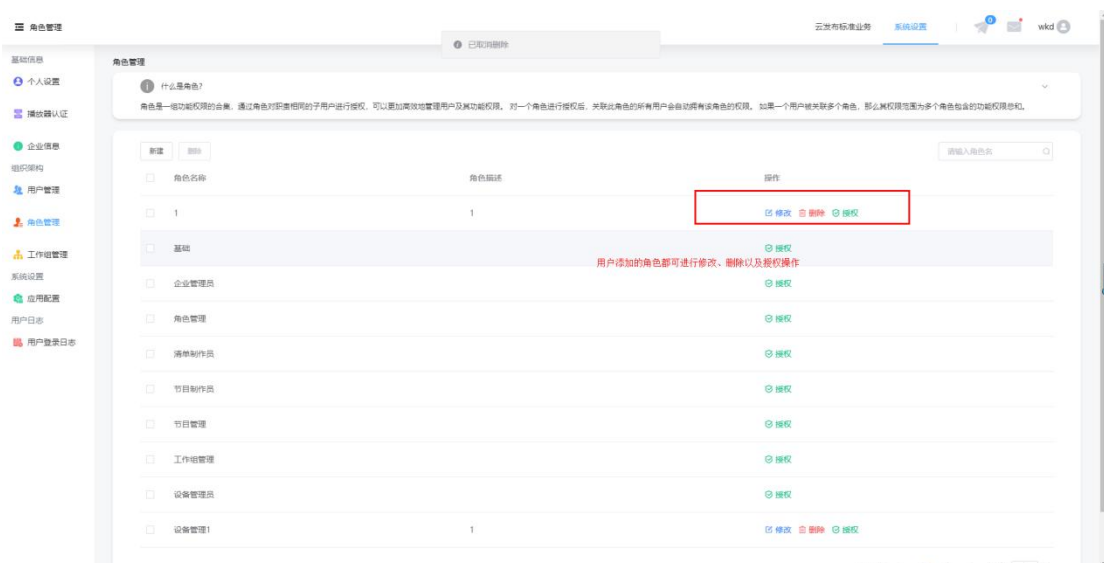 角色管理
云发布标准业务 系统设置 0 wkd
已取消删除
基础信息
角色管理
个人设置
什么是角色?
角色是一组功能权限的合集，通过角色对职责相同的子用户进行授权，可以更加高效地管理用户及其功能权限。 对一个角色进行授权后，关联此角色的所有用户会自动拥有该角色的权限。 如果一个用户被关联多个角色，那么其权限范围为多个角色包含的功能权限总和。
播放器认证
企业信息
新建 删除 请输入角色名
组织架构
角色名称 角色描述 操作
用户管理
1 1 修改 删除 授权
角色管理
基础 授权
工作组管理
用户添加的角色都可进行修改、删除以及授权操作
系统设置
企业管理员 授权
应用配置
用户日志
角色管理 授权
用户登录日志
清单制作员 授权
节目制作员 授权
节目管理 授权
工作组管理 授权
设备管理员 授权
设备管理1 1 修改 删除 授权